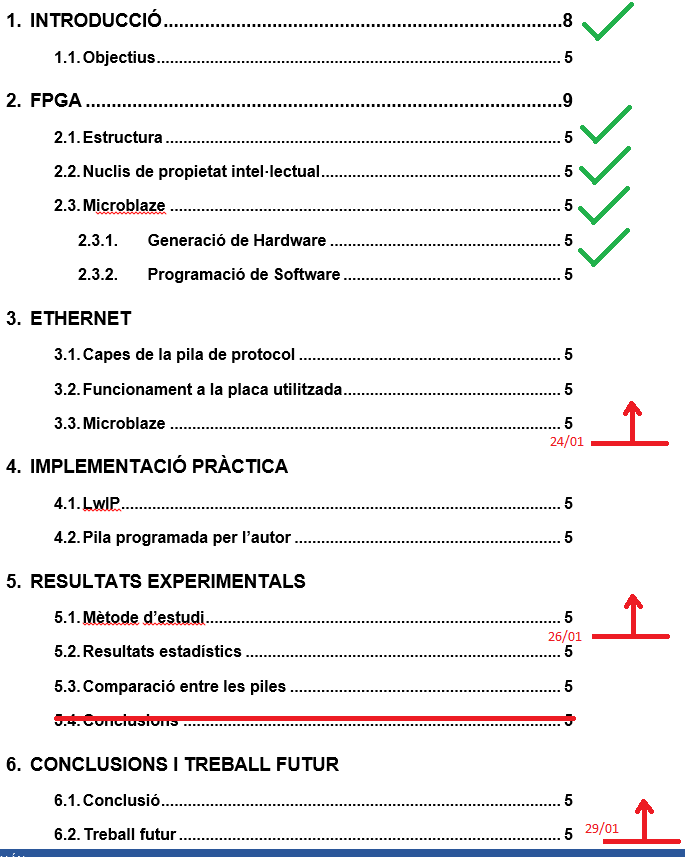 1. INTRODUCCIÓ........................................................8
1.1. Objectius........................................................ 5
2. FPGA ........................................................9
2.1. Estructura ........................................................ 5
2.2. Nuclis de propietat intel·lectual........................................................ 5
2.3. Microblaze ........................................................ 5
2.3.1. Generació de Hardware ........................................................ 5
2.3.2. Programació de Software ........................................................ 5
3. ETHERNET
3.1. Capes de la pila de protocol ........................................................ 5
3.2. Funcionament a la placa utilitzada........................................................ 5
3.3. Microblaze ........................................................ 5
24/01
4. IMPLEMENTACIÓ PRÀCTICA
4.1. LwIP........................................................ 5
4.2. Pila programada per l’autor ........................................................ 5
5. RESULTATS EXPERIMENTALS
5.1. Mètode d’estudi........................................................ 5
26/01
5.2. Resultats estadístics ........................................................ 5
5.3. Comparació entre les piles ........................................................ 5
5.4. Conclusions ........................................................ 5
6. CONCLUSIONS I TREBALL FUTUR
6.1. Conclusió........................................................ 5
6.2. Treball futur ........................................................ 5
29/01